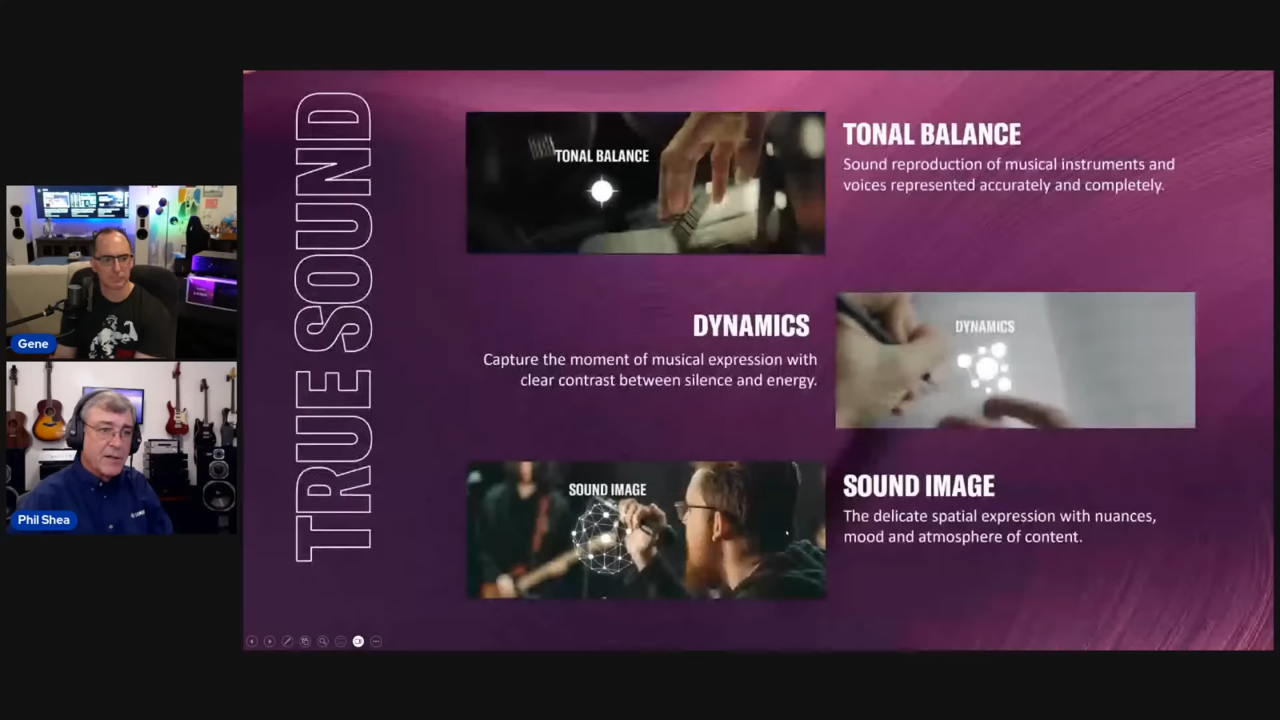 TRUE SOUND
TONAL BALANCE
TONAL BALANCE
Sound reproduction of musical instruments and
voices represented accurately and completely.
DYNAMICS
Capture the moment of musical expression with
clear contrast between silence and energy.
DYNAMICS
SOUND IMAGE
SOUND IMAGE
The delicate spatial expression with nuances,
mood and atmosphere of content.
Gene
Phil Shea